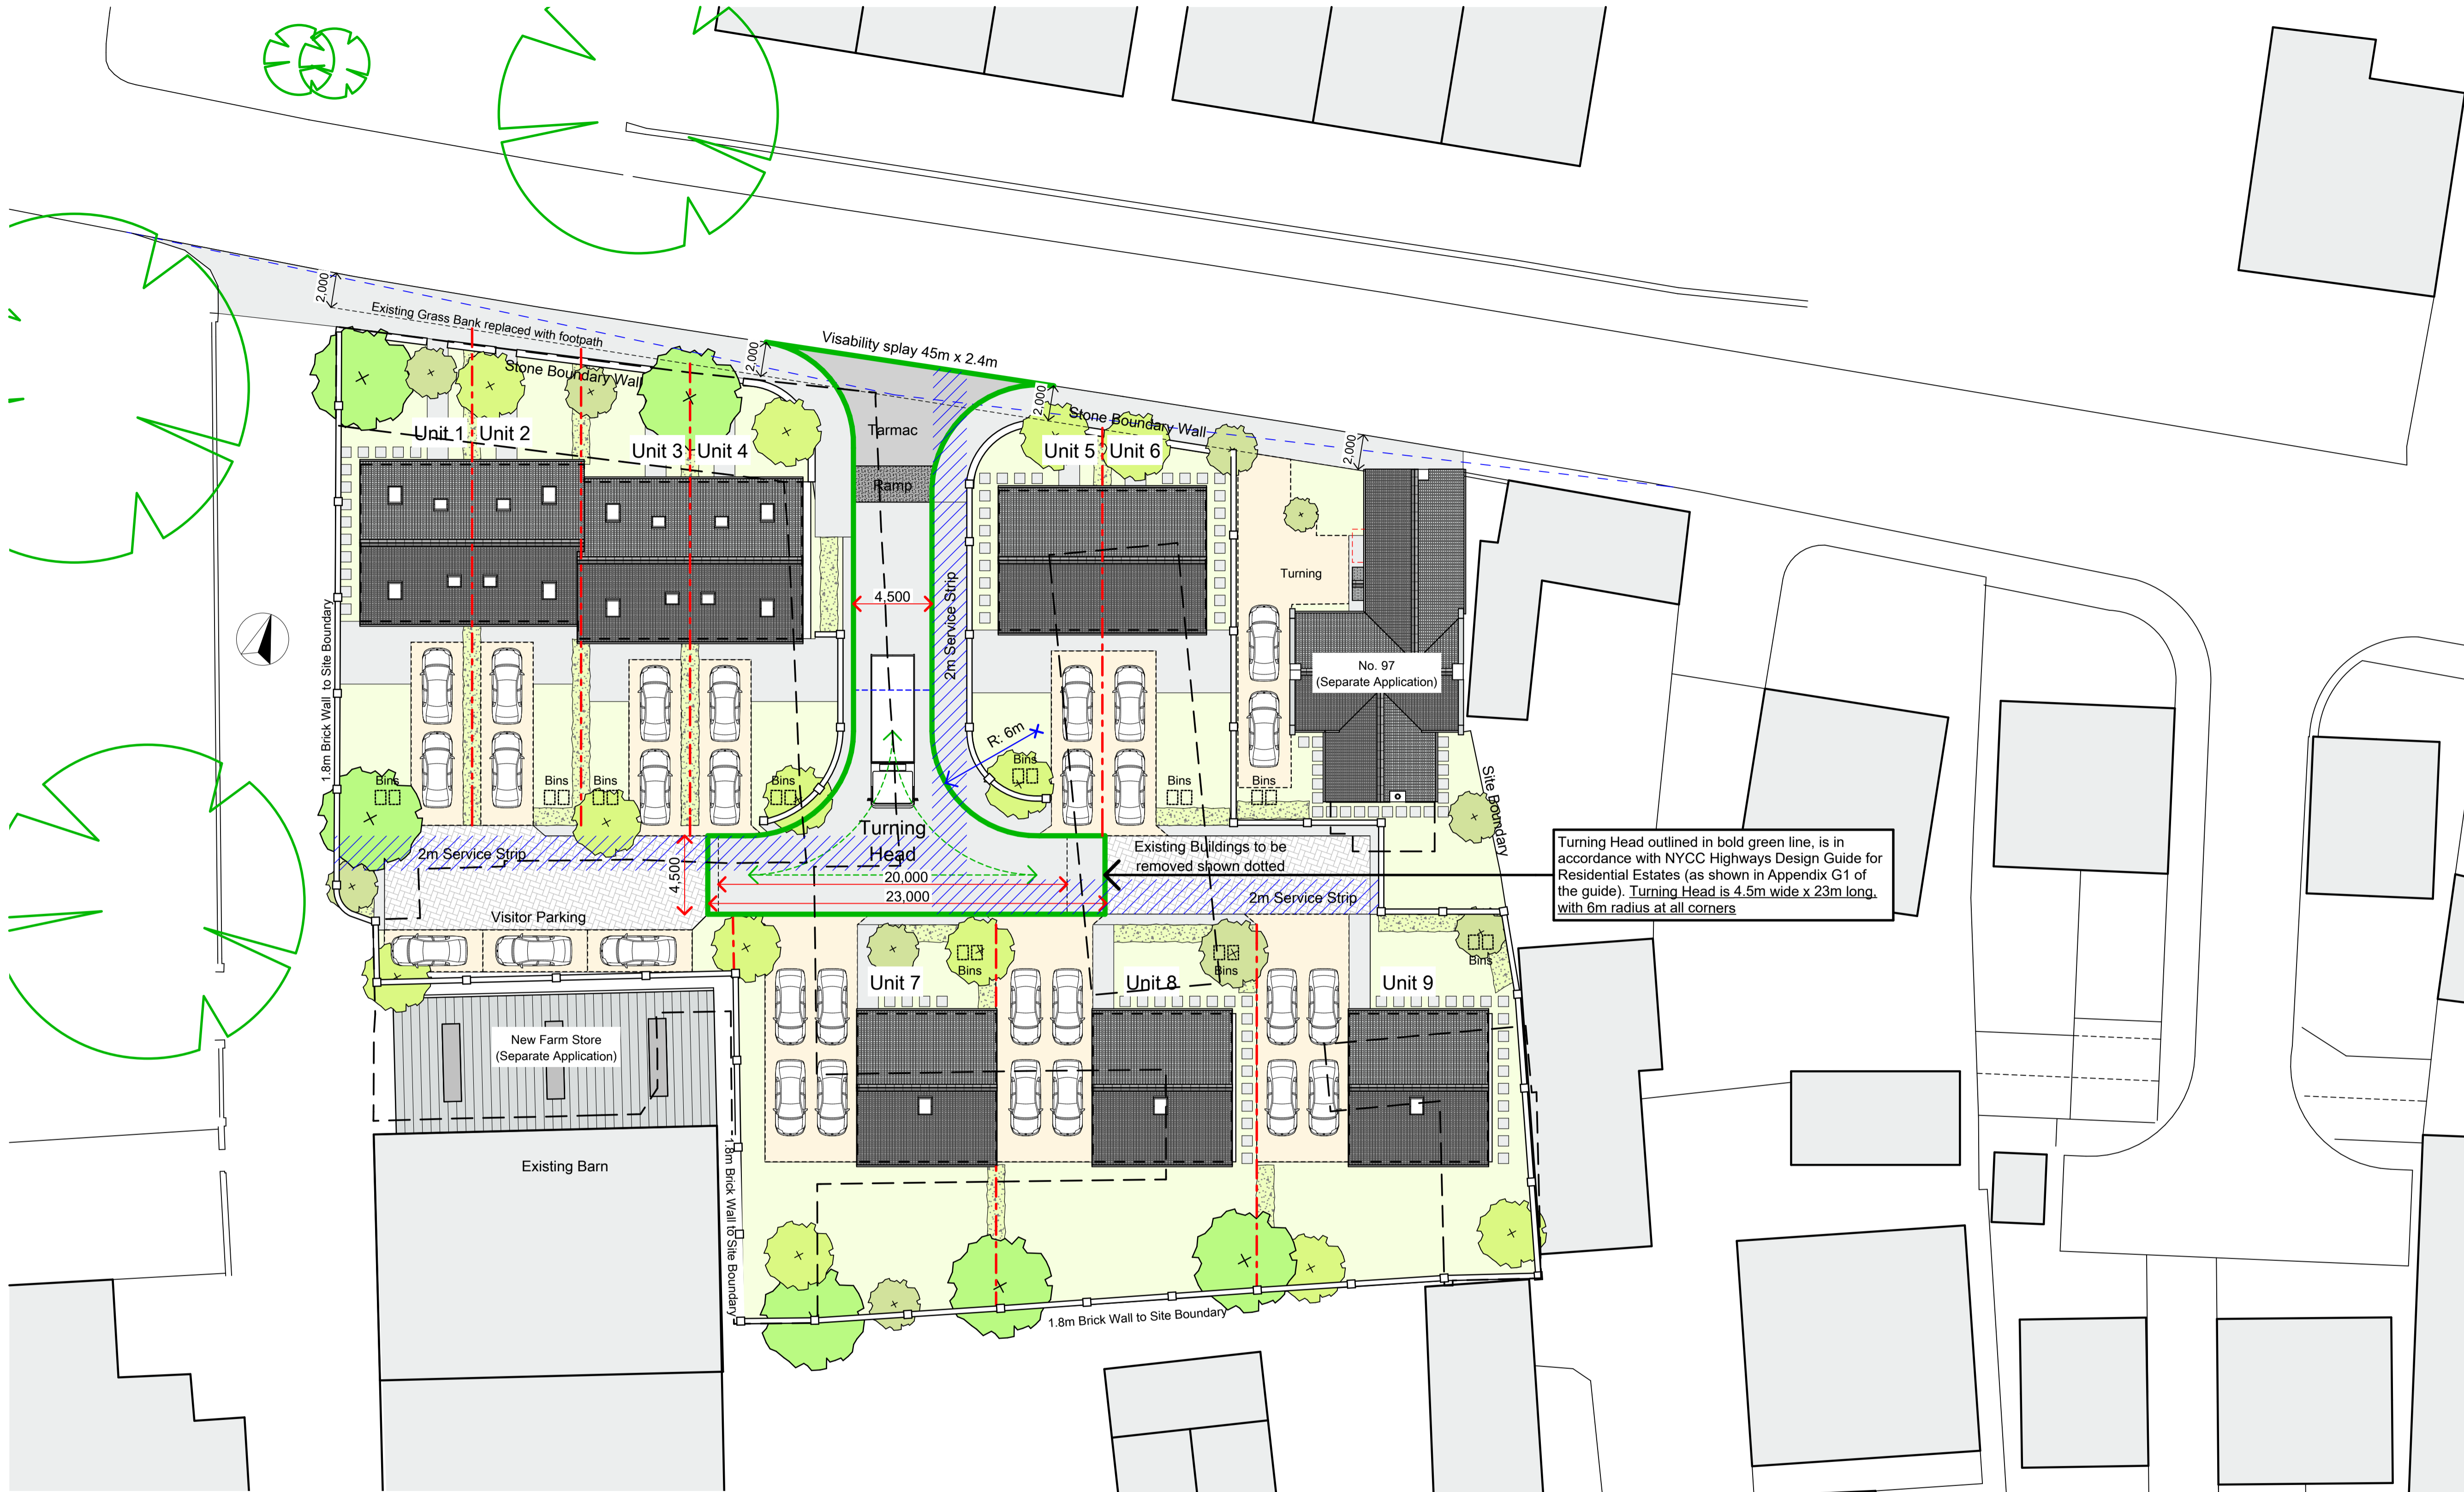 2,000
Existing Grass Bank replaced with footpath
Visability splay 45m x 2.4m
2,000
Stone Boundary Wall
2,000
Stone Boundary Wall
2,000
Unit 1
Unit 2
Unit 3
Unit 4
Tarmac
Unit 5
Unit 6
Ramp
Turning
4,500
2m Service Strip
1.8m Brick Wall to Site Boundary
No. 97
(Separate Application)
R: 6m
Bins
Bins
Bins
Bins
Bins
Bins
Bins
Site Boundary
Turning
Head
2m Service Strip
4,500
20,000
23,000
Existing Buildings to be
removed shown dotted
2m Service Strip
Turning Head outlined in bold green line, is in
accordance with NYCC Highways Design Guide for
Residential Estates (as shown in Appendix G1 of
the guide). Turning Head is 4.5m wide x 23m long,
with 6m radius at all corners
Visitor Parking
Unit 7
Bins
Unit 8
Bins
Unit 9
Bins
New Farm Store
(Separate Application)
Existing Barn
1.8m Brick Wall to Site Boundary
1.8m Brick Wall to Site Boundary